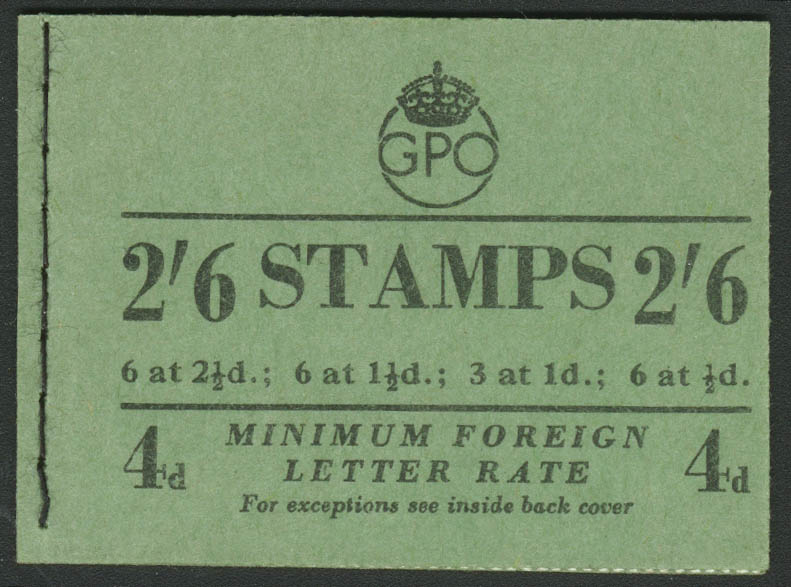 GPO
2'6 STAMPS 2'6
6 at 2½d.; 6 at 1½d.; 3 at 1d.; 6 at ½d.
4d MINIMUM FOREIGN 4d
LETTER RATE
For exceptions see inside back cover